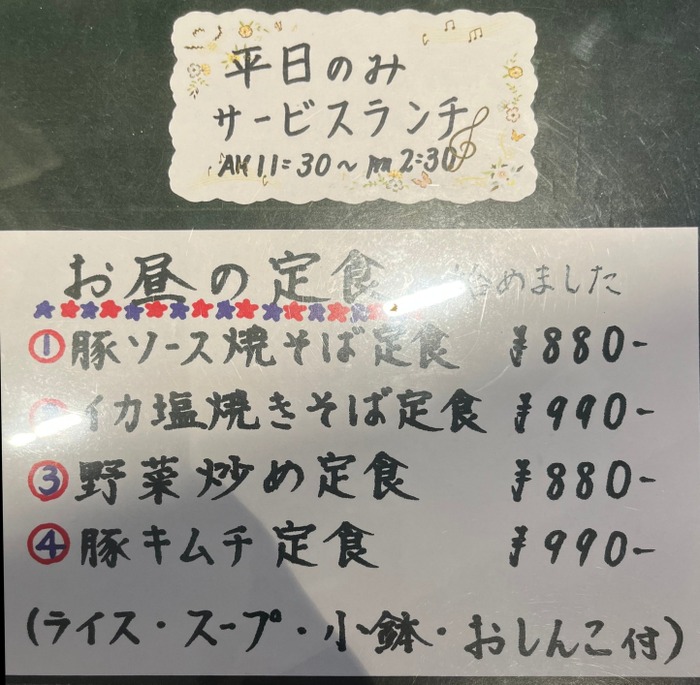 平日のみ
サービスランチ
AM11:30～PM2:30
お昼の定食 始めました
①豚ソース焼そば定食 ¥880-
イカ塩焼きそば定食 ¥990-
③野菜炒め定食 ¥880-
④豚キムチ定食 ¥990-
(ライス・スープ・小鉢・おしんこ付)